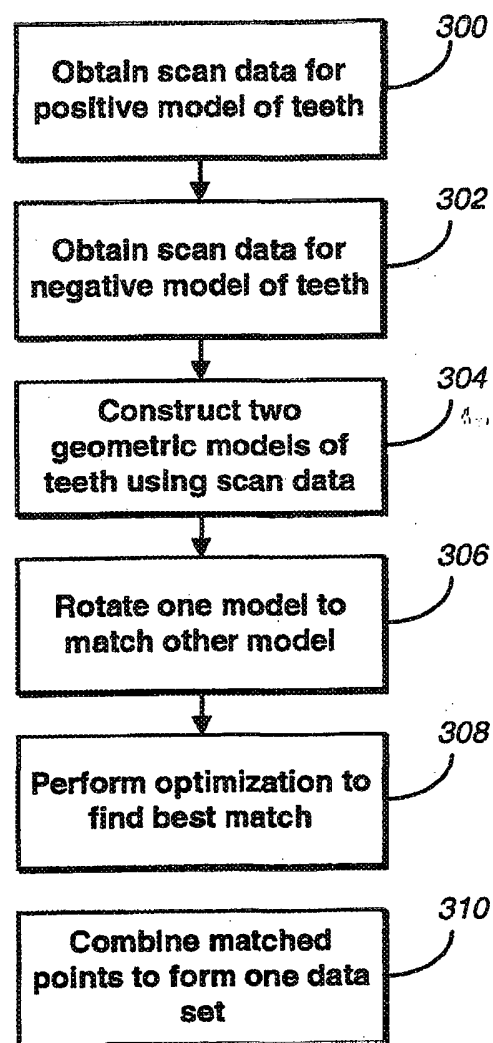 300
Obtain scan data for
positive model of teeth
302
Obtain scan data for
negative model of teeth
304
Construct two
geometric models of
teeth using scan data
306
Rotate one model to
match other model
308
Perform optimization to
find best match
310
Combine matched
points to form one data
set